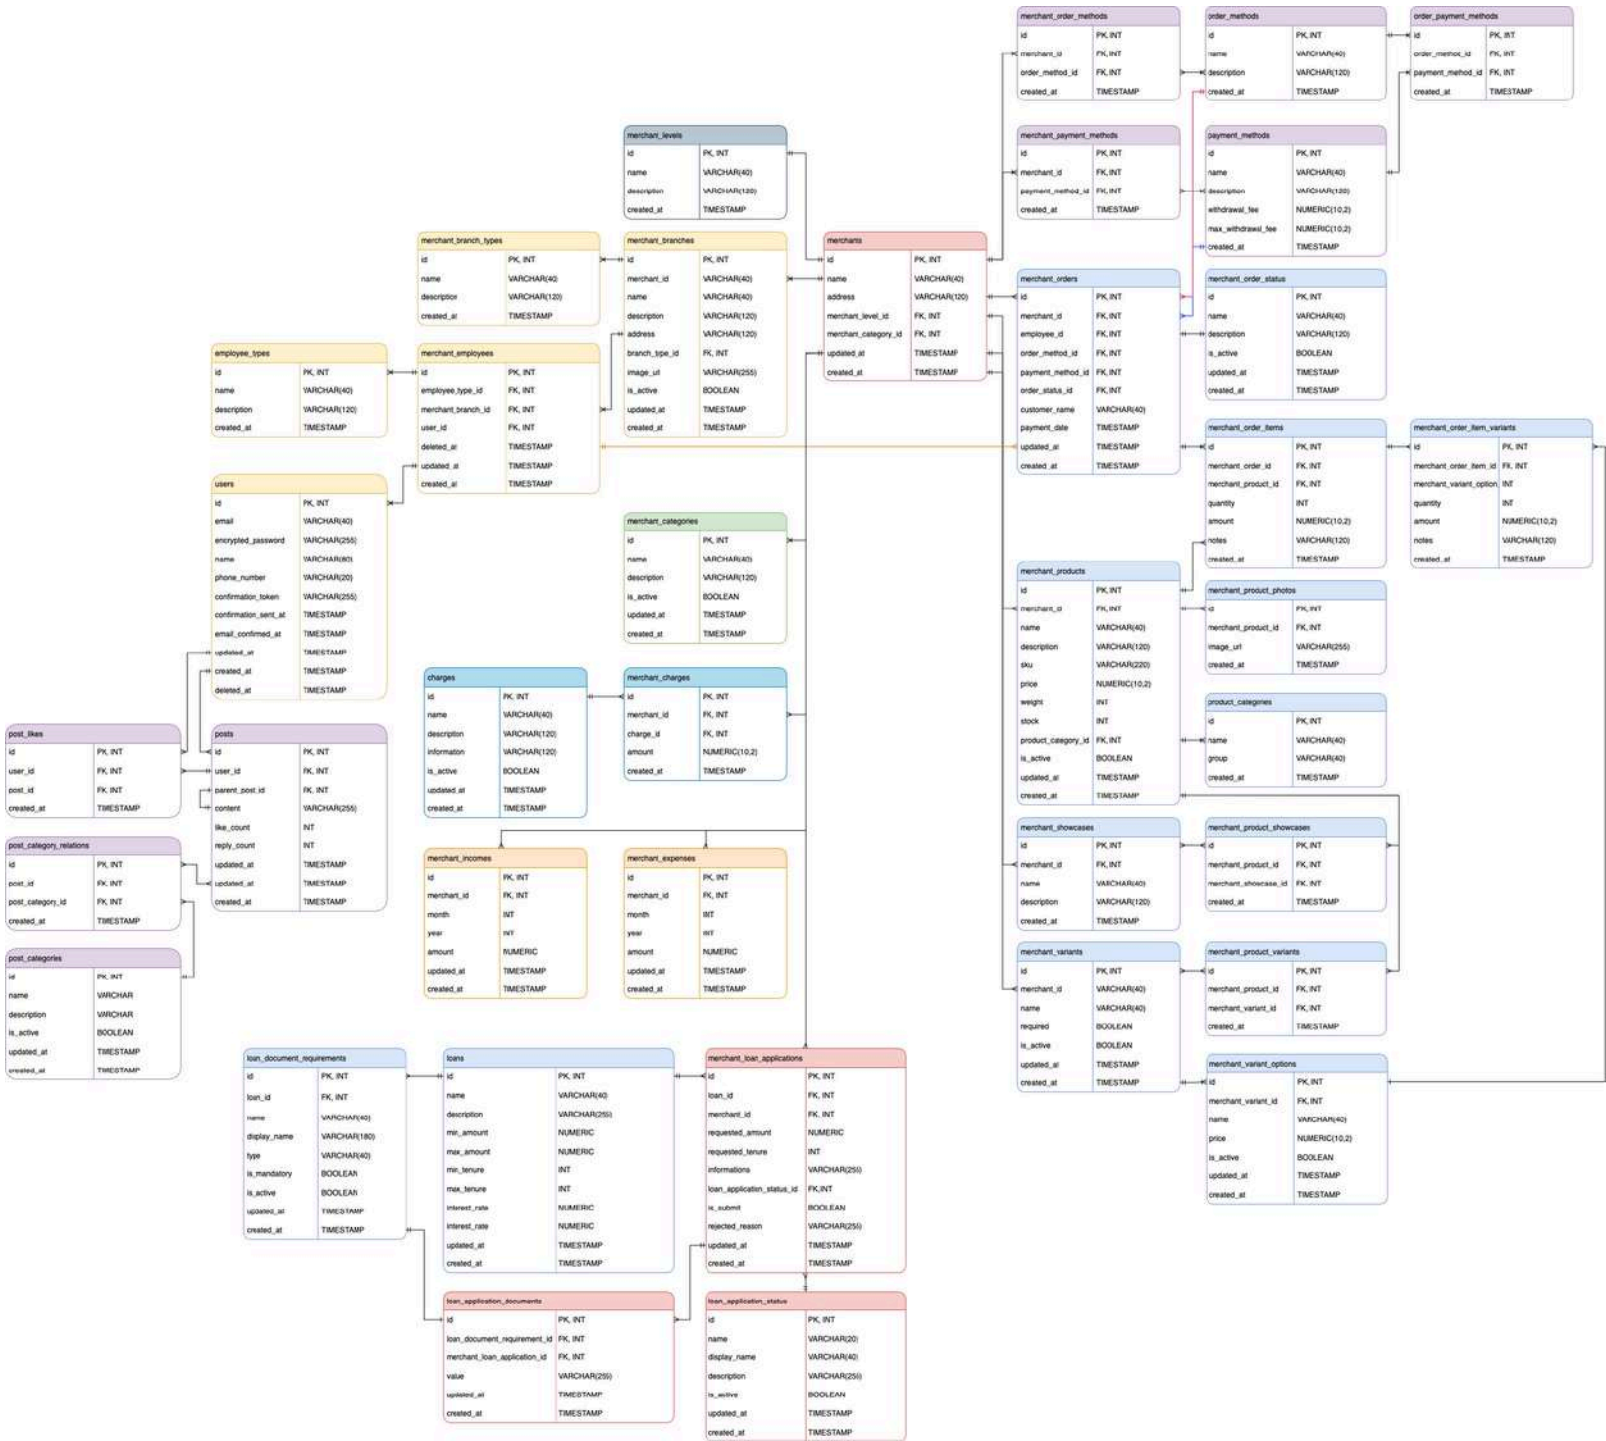 merchant_order_methods
id PK, INT
merchant_id FK, INT
order_method_id FK, INT
created_at TIMESTAMP
order_methods
id PK, INT
name VARCHAR(40)
description VARCHAR(120)
created_at TIMESTAMP
order_payment_methods
id PK, INT
order_method_id FK, INT
payment_method_id FK, INT
created_at TIMESTAMP
merchant_levels
id PK, INT
name VARCHAR(40)
description VARCHAR(120)
created_at TIMESTAMP
merchant_payment_methods
id PK, INT
merchant_id FK, INT
payment_method_id FK, INT
created_at TIMESTAMP
payment_methods
id PK, INT
name VARCHAR(40)
description VARCHAR(120)
withdrawal_fee NUMERIC(10,2)
max_withdrawal_fee NUMERIC(10,2)
created_at TIMESTAMP
merchant_branch_types
id PK, INT
name VARCHAR(40)
description VARCHAR(120)
created_at TIMESTAMP
merchant_branches
id PK, INT
merchant_id VARCHAR(40)
name VARCHAR(40)
description VARCHAR(120)
address VARCHAR(120)
branch_type_id FK, INT
image_url VARCHAR(255)
is_active BOOLEAN
updated_at TIMESTAMP
created_at TIMESTAMP
merchants
id PK, INT
name VARCHAR(40)
address VARCHAR(120)
merchant_level_id FK, INT
merchant_category_id FK, INT
updated_at TIMESTAMP
created_at TIMESTAMP
merchant_orders
id PK, INT
merchant_id FK, INT
employee_id FK, INT
order_method_id FK, INT
payment_method_id FK, INT
order_status_id FK, INT
customer_name VARCHAR(40)
payment_date TIMESTAMP
updated_at TIMESTAMP
created_at TIMESTAMP
merchant_order_status
id PK, INT
name VARCHAR(40)
description VARCHAR(120)
is_active BOOLEAN
updated_at TIMESTAMP
created_at TIMESTAMP
employee_types
id PK, INT
name VARCHAR(40)
description VARCHAR(120)
created_at TIMESTAMP
merchant_employees
id PK, INT
employee_type_id FK, INT
merchant_branch_id FK, INT
user_id FK, INT
deleted_at TIMESTAMP
updated_at TIMESTAMP
created_at TIMESTAMP
merchant_order_items
id PK, INT
merchant_order_id FK, INT
merchant_product_id FK, INT
quantity INT
amount NUMERIC(10,2)
notes VARCHAR(120)
created_at TIMESTAMP
merchant_order_item_variants
id PK, INT
merchant_order_item_id FK, INT
merchant_variant_option INT
quantity INT
amount NUMERIC(10,2)
notes VARCHAR(120)
created_at TIMESTAMP
users
id PK, INT
email VARCHAR(40)
encrypted_password VARCHAR(255)
name VARCHAR(80)
phone_number VARCHAR(20)
confirmation_token VARCHAR(255)
confirmation_sent_at TIMESTAMP
email_confirmed_at TIMESTAMP
updated_at TIMESTAMP
created_at TIMESTAMP
deleted_at TIMESTAMP
merchant_categories
id PK, INT
name VARCHAR(40)
description VARCHAR(120)
is_active BOOLEAN
updated_at TIMESTAMP
created_at TIMESTAMP
merchant_products
id PK, INT
merchant_id FK, INT
name VARCHAR(40)
description VARCHAR(120)
sku VARCHAR(220)
price NUMERIC(10,2)
weight INT
stock INT
product_category_id FK, INT
is_active BOOLEAN
updated_at TIMESTAMP
created_at TIMESTAMP
merchant_product_photos
id PK, INT
merchant_product_id FK, INT
image_url VARCHAR(255)
created_at TIMESTAMP
charges
id PK, INT
name VARCHAR(40)
description VARCHAR(120)
information VARCHAR(120)
is_active BOOLEAN
updated_at TIMESTAMP
created_at TIMESTAMP
merchant_charges
id PK, INT
merchant_id FK, INT
charge_id FK, INT
amount NUMERIC(10,2)
created_at TIMESTAMP
product_categories
id PK, INT
name VARCHAR(40)
group VARCHAR(40)
created_at TIMESTAMP
post_likes
id PK, INT
user_id FK, INT
post_id FK, INT
created_at TIMESTAMP
posts
id PK, INT
user_id FK, INT
parent_post_id FK, INT
content VARCHAR(255)
like_count INT
reply_count INT
updated_at TIMESTAMP
updated_at TIMESTAMP
created_at TIMESTAMP
post_category_relations
id PK, INT
post_id FK, INT
post_category_id FK, INT
created_at TIMESTAMP
merchant_incomes
id PK, INT
merchant_id FK, INT
month INT
year INT
amount NUMERIC
updated_at TIMESTAMP
created_at TIMESTAMP
merchant_expenses
id PK, INT
merchant_id FK, INT
month INT
year INT
amount NUMERIC
updated_at TIMESTAMP
created_at TIMESTAMP
merchant_showcases
id PK, INT
merchant_id FK, INT
name VARCHAR(40)
description VARCHAR(120)
created_at TIMESTAMP
merchant_product_showcases
id PK, INT
merchant_product_id FK, INT
merchant_showcase_id FK, INT
created_at TIMESTAMP
post_categories
id PK, INT
name VARCHAR
description VARCHAR
is_active BOOLEAN
updated_at TIMESTAMP
created_at TIMESTAMP
merchant_variants
id PK, INT
merchant_id VARCHAR(40)
name VARCHAR(40)
required BOOLEAN
is_active BOOLEAN
updated_at TIMESTAMP
created_at TIMESTAMP
merchant_product_variants
id PK, INT
merchant_product_id FK, INT
merchant_variant_id FK, INT
created_at TIMESTAMP
loan_document_requirements
id PK, INT
loan_id FK, INT
name VARCHAR(40)
display_name VARCHAR(180)
type VARCHAR(40)
is_mandatory BOOLEAN
is_active BOOLEAN
updated_at TIMESTAMP
created_at TIMESTAMP
loans
id PK, INT
name VARCHAR(40)
description VARCHAR(255)
min_amount NUMERIC
max_amount NUMERIC
min_tenure INT
max_tenure INT
interest_rate NUMERIC
interest_rate NUMERIC
updated_at TIMESTAMP
created_at TIMESTAMP
merchant_loan_applications
id PK, INT
loan_id FK, INT
merchant_id FK, INT
requested_amount NUMERIC
requested_tenure INT
informations VARCHAR(255)
loan_application_status_id FK,INT
is_submit BOOLEAN
rejected_reason VARCHAR(255)
updated_at TIMESTAMP
created_at TIMESTAMP
merchant_variant_options
id PK, INT
merchant_variant_id FK, INT
name VARCHAR(40)
price NUMERIC(10,2)
is_active BOOLEAN
updated_at TIMESTAMP
created_at TIMESTAMP
loan_application_documents
id PK, INT
loan_document_requirement_id FK, INT
merchant_loan_application_id FK, INT
value VARCHAR(255)
updated_at TIMESTAMP
created_at TIMESTAMP
loan_application_status
id PK, INT
name VARCHAR(20)
display_name VARCHAR(40)
description VARCHAR(255)
is_active BOOLEAN
updated_at TIMESTAMP
created_at TIMESTAMP